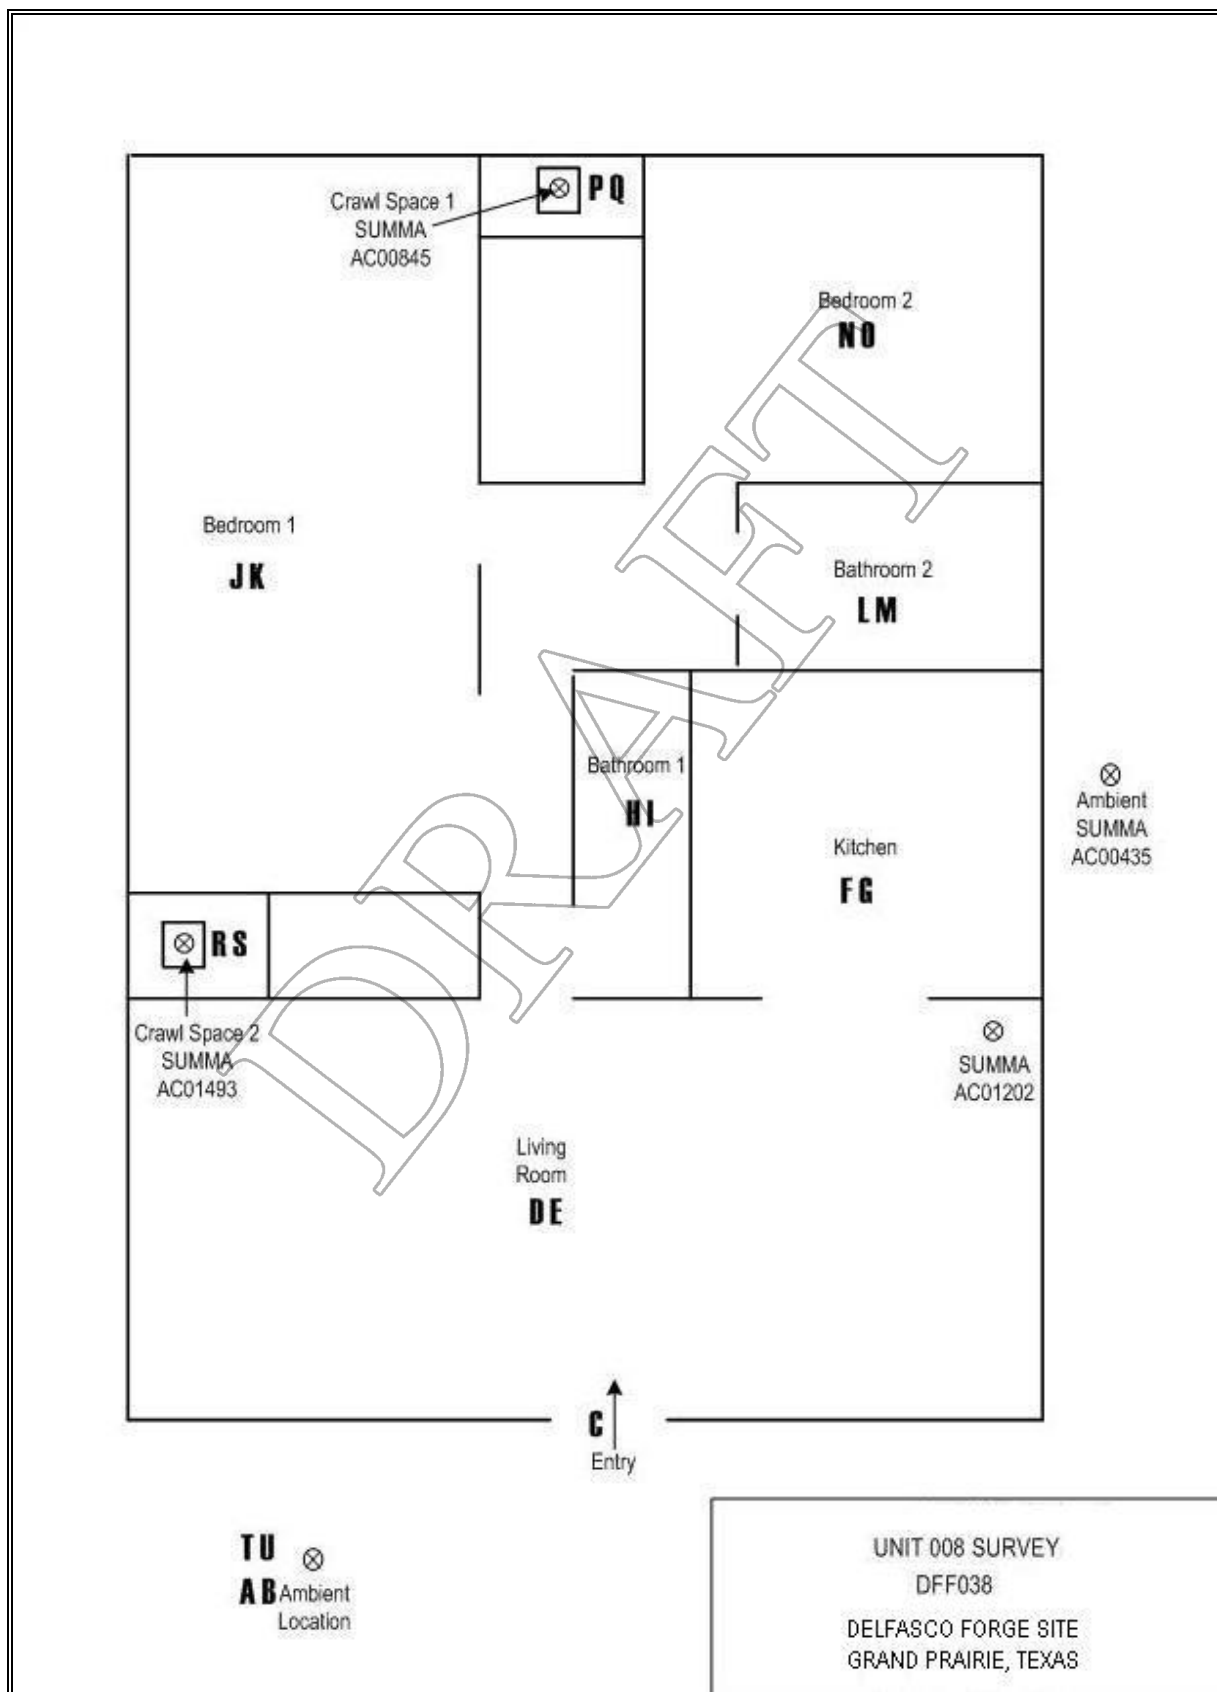 Crawl Space 1
SUMMA
AC00845
PQ
Bedroom 2
NO
Bedroom 1
JK
Bathroom 2
LM
Bathroom 1
HI
Kitchen
FG
Ambient
SUMMA
AC00435
RS
Crawl Space 2
SUMMA
AC01493
SUMMA
AC01202
Living
Room
DE
C
Entry
TU
AB Ambient
Location
UNIT 008 SURVEY
DFF038
DELFASCO FORGE SITE
GRAND PRAIRIE, TEXAS
DRAFT